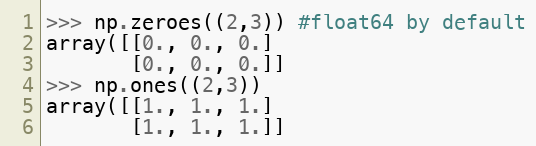 1 >>> np.zeroes((2,3)) #float64 by default
2 array([[0., 0., 0.]
3        [0., 0., 0.]]
4 >>> np.ones((2,3))
5 array([[1., 1., 1.]
6        [1., 1., 1.]]